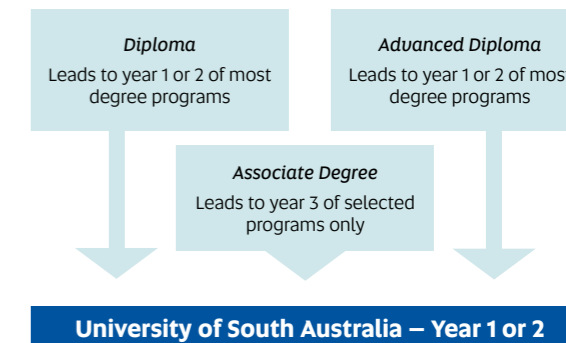 Diploma
Leads to year 1 or 2 of most
degree programs
Advanced Diploma
Leads to year 1 or 2 of most
degree programs
Associate Degree
Leads to year 3 of selected
programs only
University of South Australia – Year 1 or 2